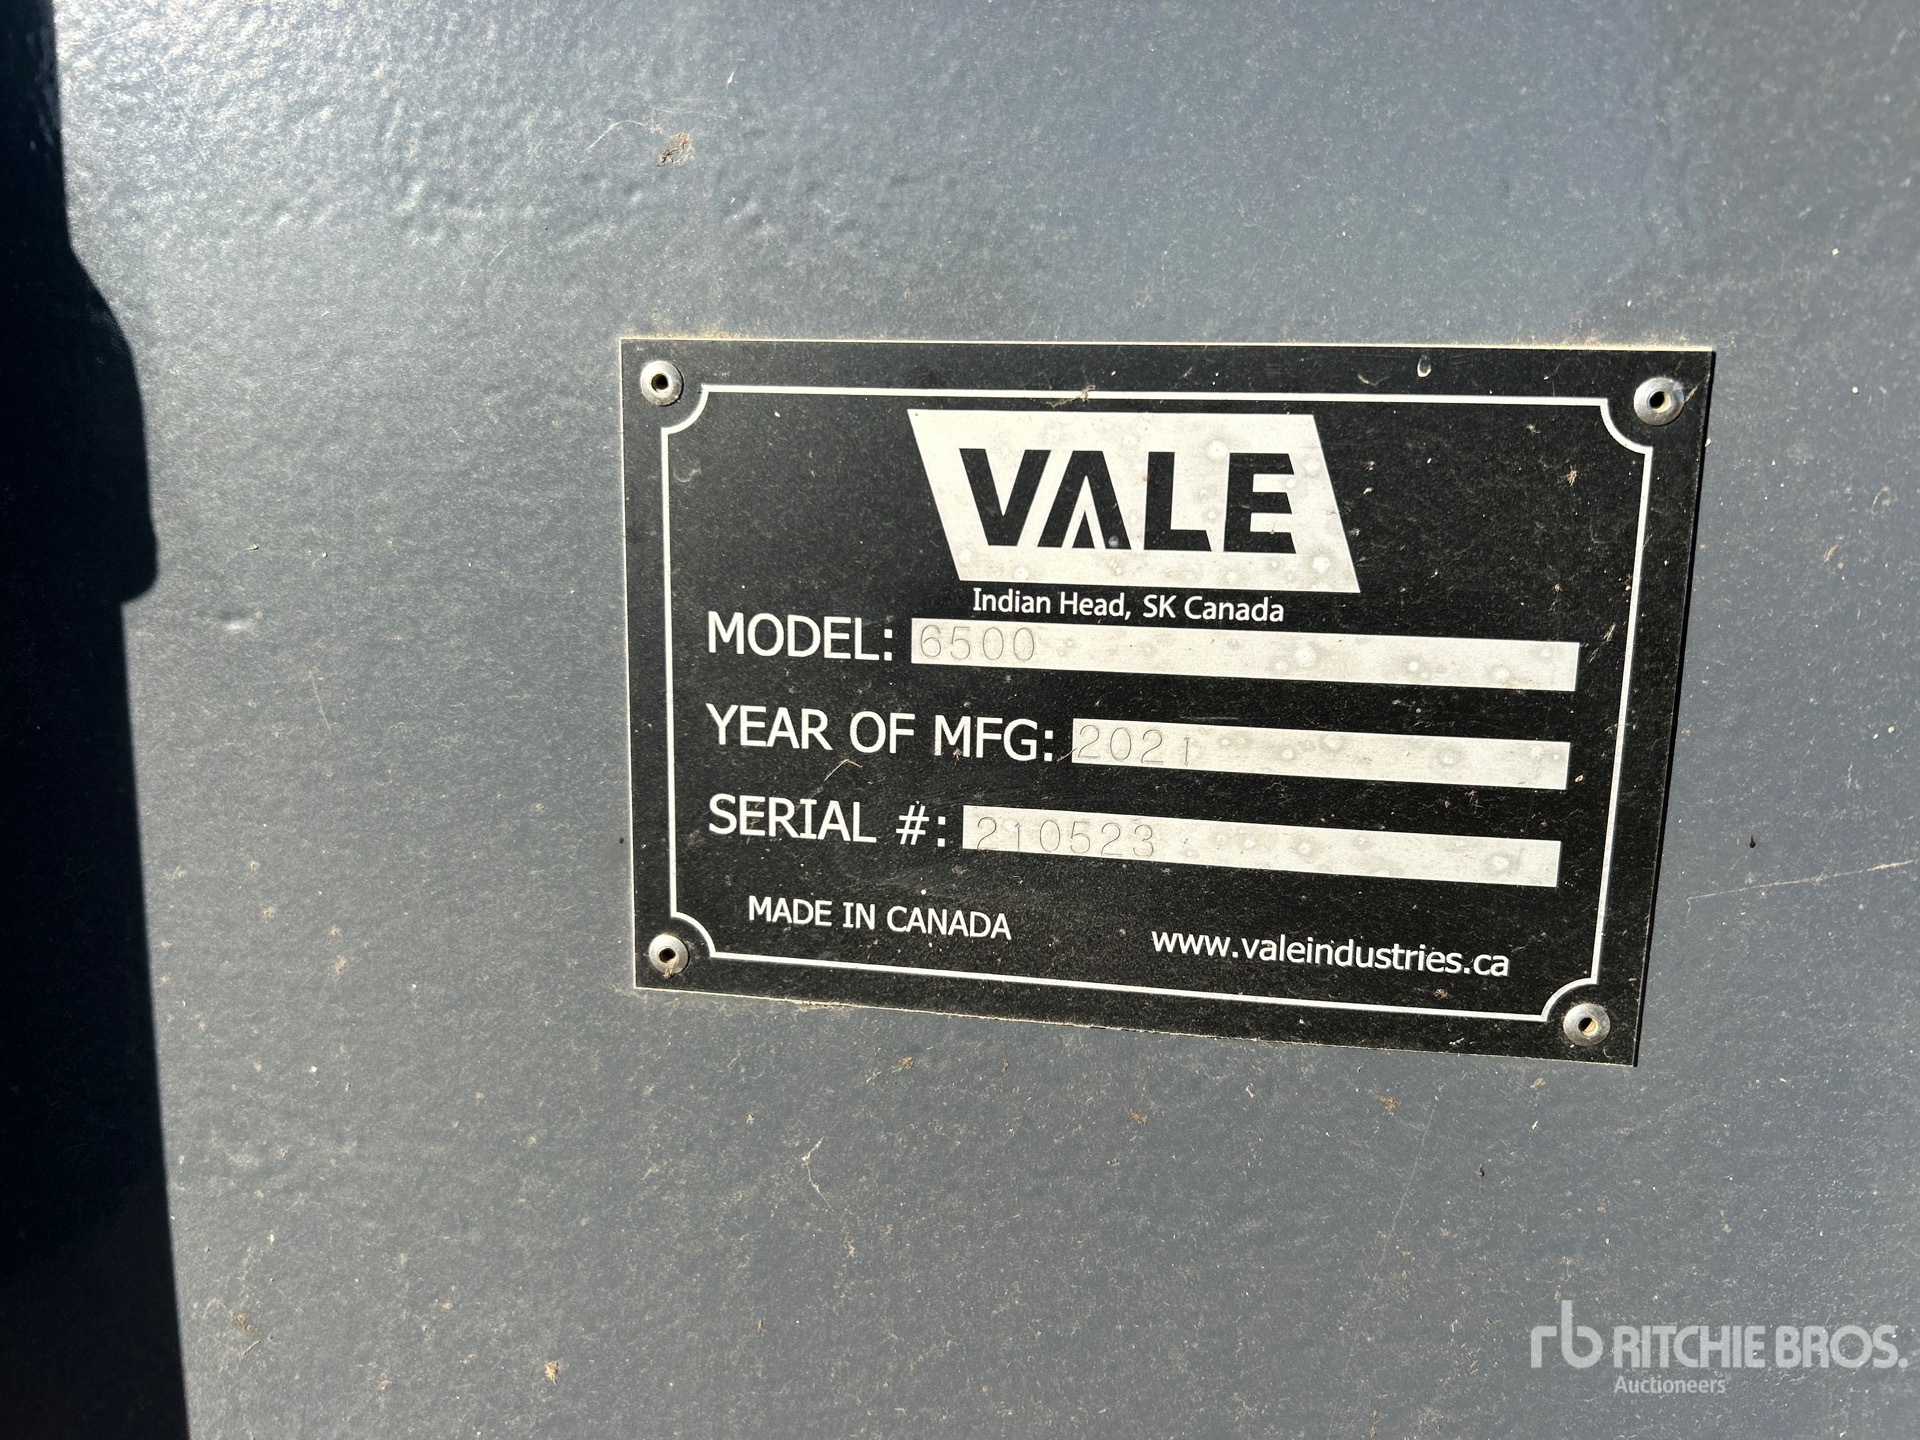 VALE
Indian Head, SK Canada
MODEL: 6500
YEAR OF MFG: 2021
SERIAL #: 210523
MADE IN CANADA www.valeindustries.ca
rb RITCHIE BROS.
Auctioneers